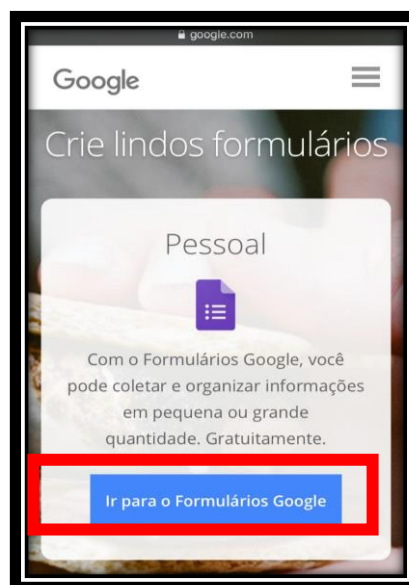 google.com
Google
Crie lindos formulários
Pessoal
Com o Formulários Google, você
pode coletar e organizar informações
em pequena ou grande
quantidade. Gratuitamente.
Ir para o Formulários Google